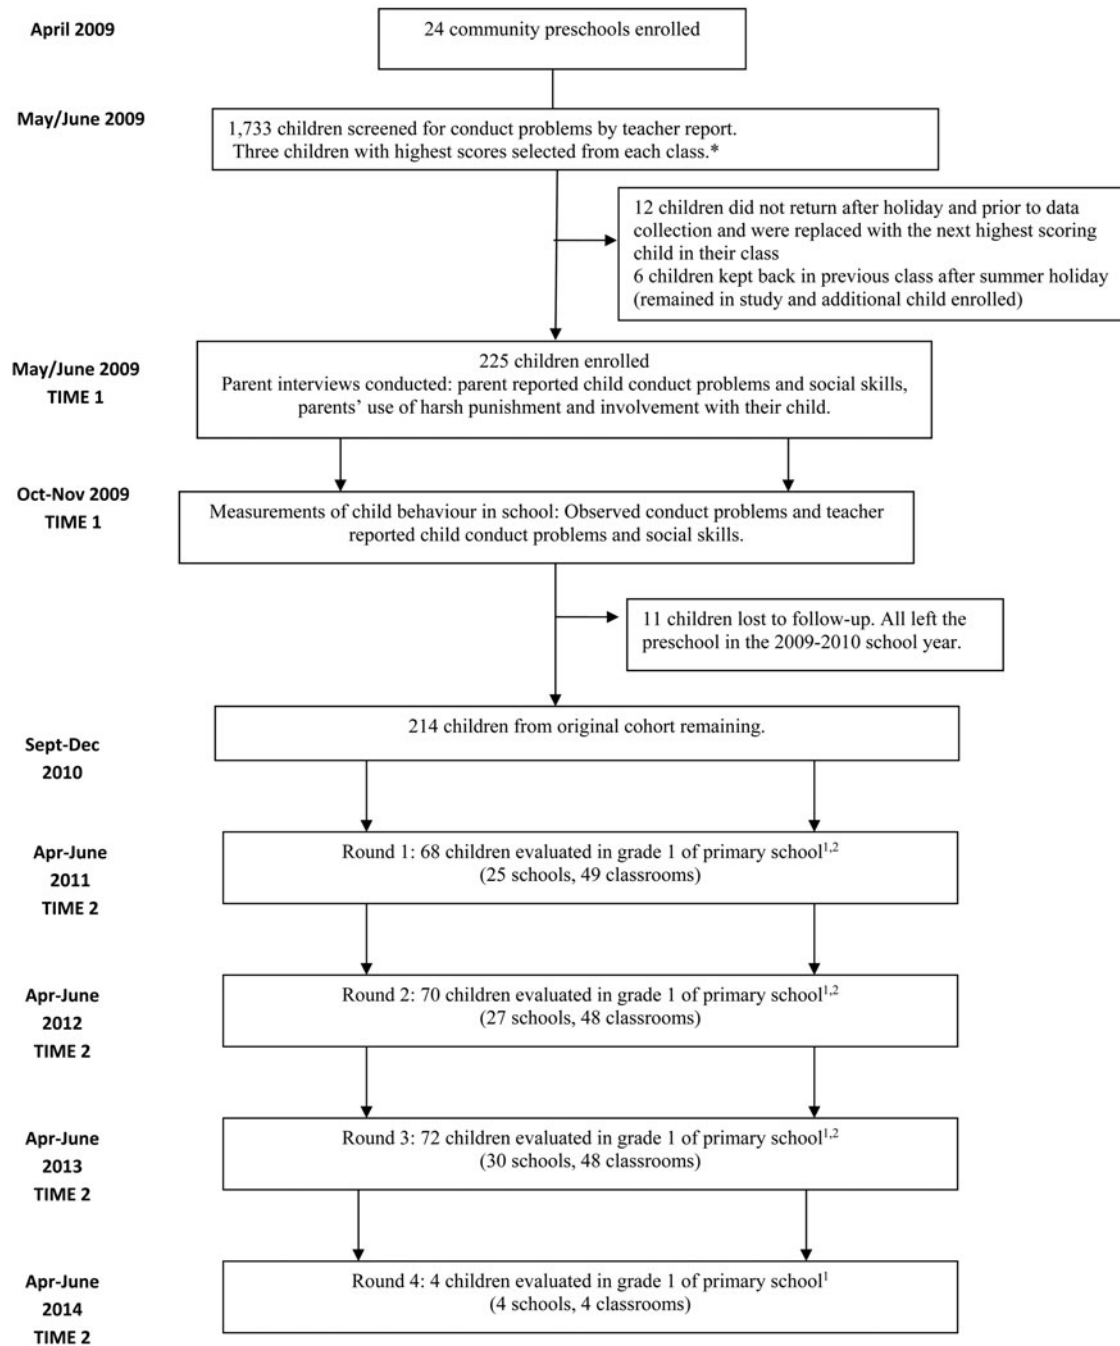 April 2009
24 community preschools enrolled
May/June 2009
1,733 children screened for conduct problems by teacher report.
Three children with highest scores selected from each class.*
12 children did not return after holiday and prior to data
collection and were replaced with the next highest scoring
child in their class
6 children kept back in previous class after summer holiday
(remained in study and additional child enrolled)
May/June 2009
TIME 1
225 children enrolled
Parent interviews conducted: parent reported child conduct problems and social skills,
parents’ use of harsh punishment and involvement with their child.
Oct-Nov 2009
TIME 1
Measurements of child behaviour in school: Observed conduct problems and teacher
reported child conduct problems and social skills.
11 children lost to follow-up. All left the
preschool in the 2009-2010 school year.
Sept-Dec
2010
214 children from original cohort remaining.
Apr-June
2011
TIME 2
Round 1: 68 children evaluated in grade 1 of primary school1,2
(25 schools, 49 classrooms)
Apr-June
2012
TIME 2
Round 2: 70 children evaluated in grade 1 of primary school1,2
(27 schools, 48 classrooms)
Apr-June
2013
TIME 2
Round 3: 72 children evaluated in grade 1 of primary school1,2
(30 schools, 48 classrooms)
Apr-June
2014
TIME 2
Round 4: 4 children evaluated in grade 1 of primary school1
(4 schools, 4 classrooms)